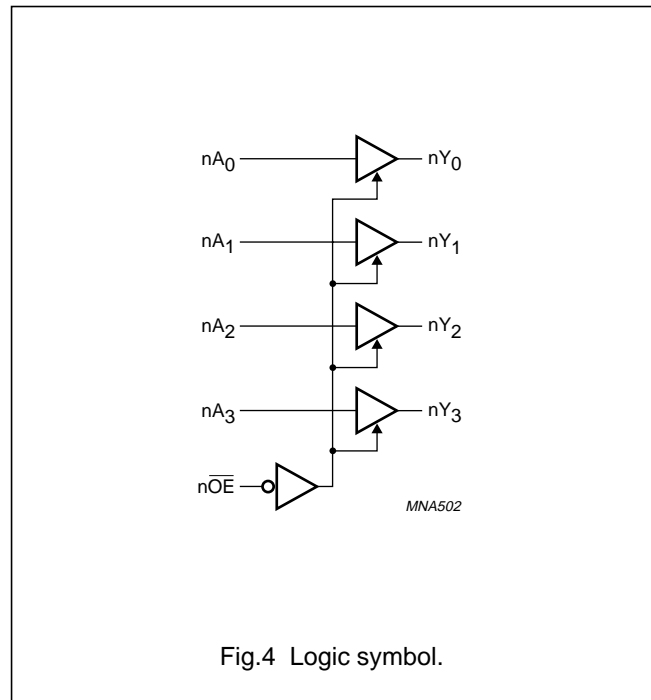 nA0 nY0
nA1 nY1
nA2 nY2
nA3 nY3
nOE
MNA502
Fig.4 Logic symbol.